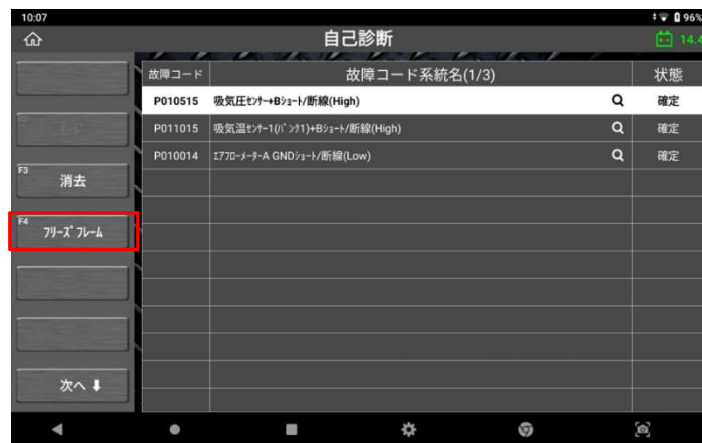 10:07
96%
自己診断
14.4
故障コード 故障コード系統名(1/3) 状態
P010515 吸気圧ｾﾝｻｰ+Bｼｮｰﾄ/断線(High) 確定
P011015 吸気温ｾﾝｻｰ1(ﾊﾞﾝｸ1)+Bｼｮｰﾄ/断線(High) 確定
P010014 ｴｱﾌﾛｰﾒｰﾀｰA GNDｼｮｰﾄ/断線(Low) 確定
F3 消去
F4 ﾌﾘｰｽﾞﾌﾚｰﾑ
次へ⬇